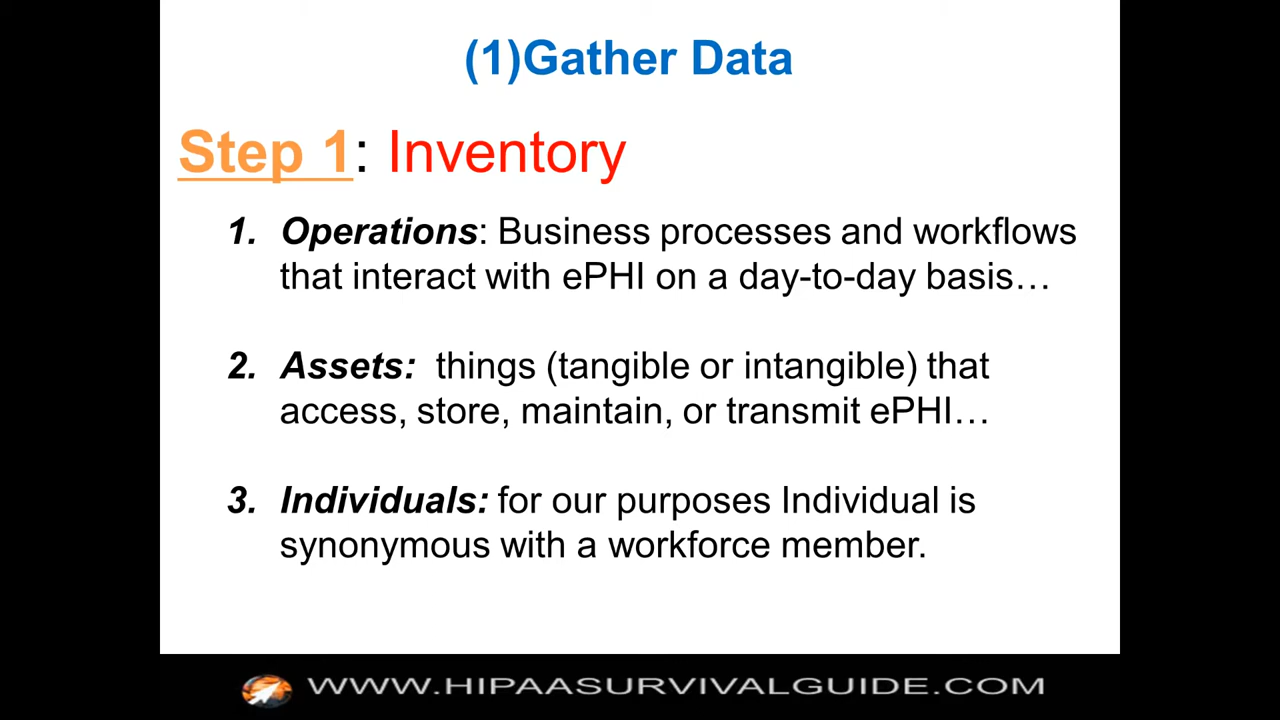 (1)Gather Data
Step 1: Inventory
1. Operations: Business processes and workflows
that interact with ePHI on a day-to-day basis…
2. Assets: things (tangible or intangible) that
access, store, maintain, or transmit ePHI…
3. Individuals: for our purposes Individual is
synonymous with a workforce member.
WWW.HIPAASURVIVALGUIDE.COM